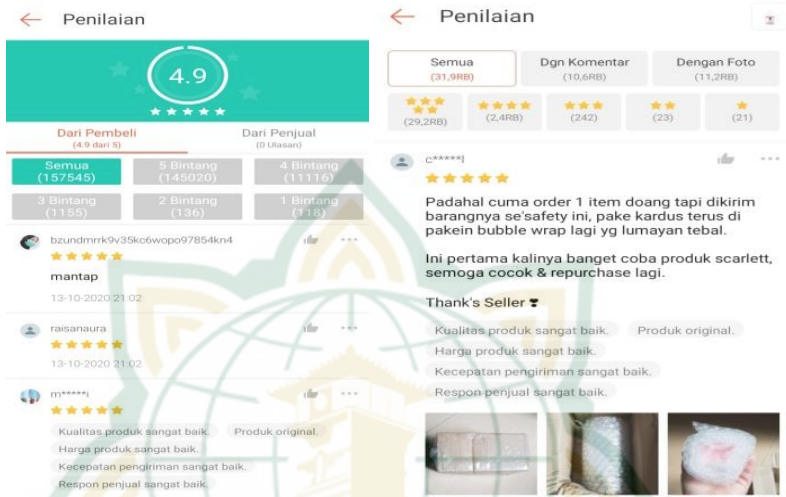 Penilaian
4.9
Dari Pembeli
(4.9 dari 5)
Dari Penjual
(0 Ulasan)
Semua
(157545)
5 Bintang
(145020)
4 Bintang
(11116)
3 Bintang
(1155)
2 Bintang
(136)
1 Bintang
(118)
bzundmrrk9v35kc6wopo97854kn4
mantap
13-10-2020 21:02
raisanaura
13-10-2020 21:02
m*****i
Kualitas produk sangat baik. Produk original.
Harga produk sangat baik.
Kecepatan pengiriman sangat baik.
Respon penjual sangat baik.
Penilaian
Semua
(31,9RB)
Dgn Komentar
(10,6RB)
Dengan Foto
(11,2RB)
(29,2RB)
(2,4RB)
(242)
(23)
(21)
c*****l
Padahal cuma order 1 item doang tapi dikirim
barangnya se'safety ini, pake kardus terus di
pakein bubble wrap lagi yg lumayan tebal.
Ini pertama kalinya banget coba produk scarlett,
semoga cocok & repurchase lagi.
Thank's Seller ❣
Kualitas produk sangat baik. Produk original.
Harga produk sangat baik.
Kecepatan pengiriman sangat baik.
Respon penjual sangat baik.